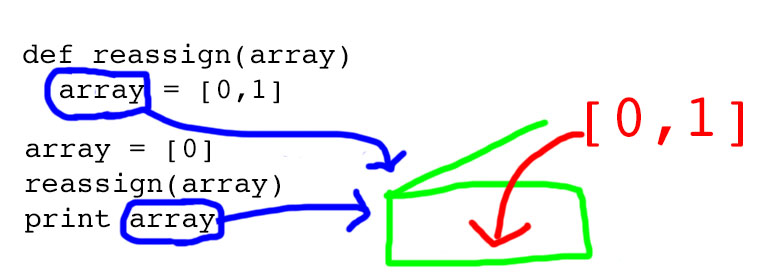 def reassign(array)
array = [0,1]
[0,1]
array = [0]
reassign(array)
print array